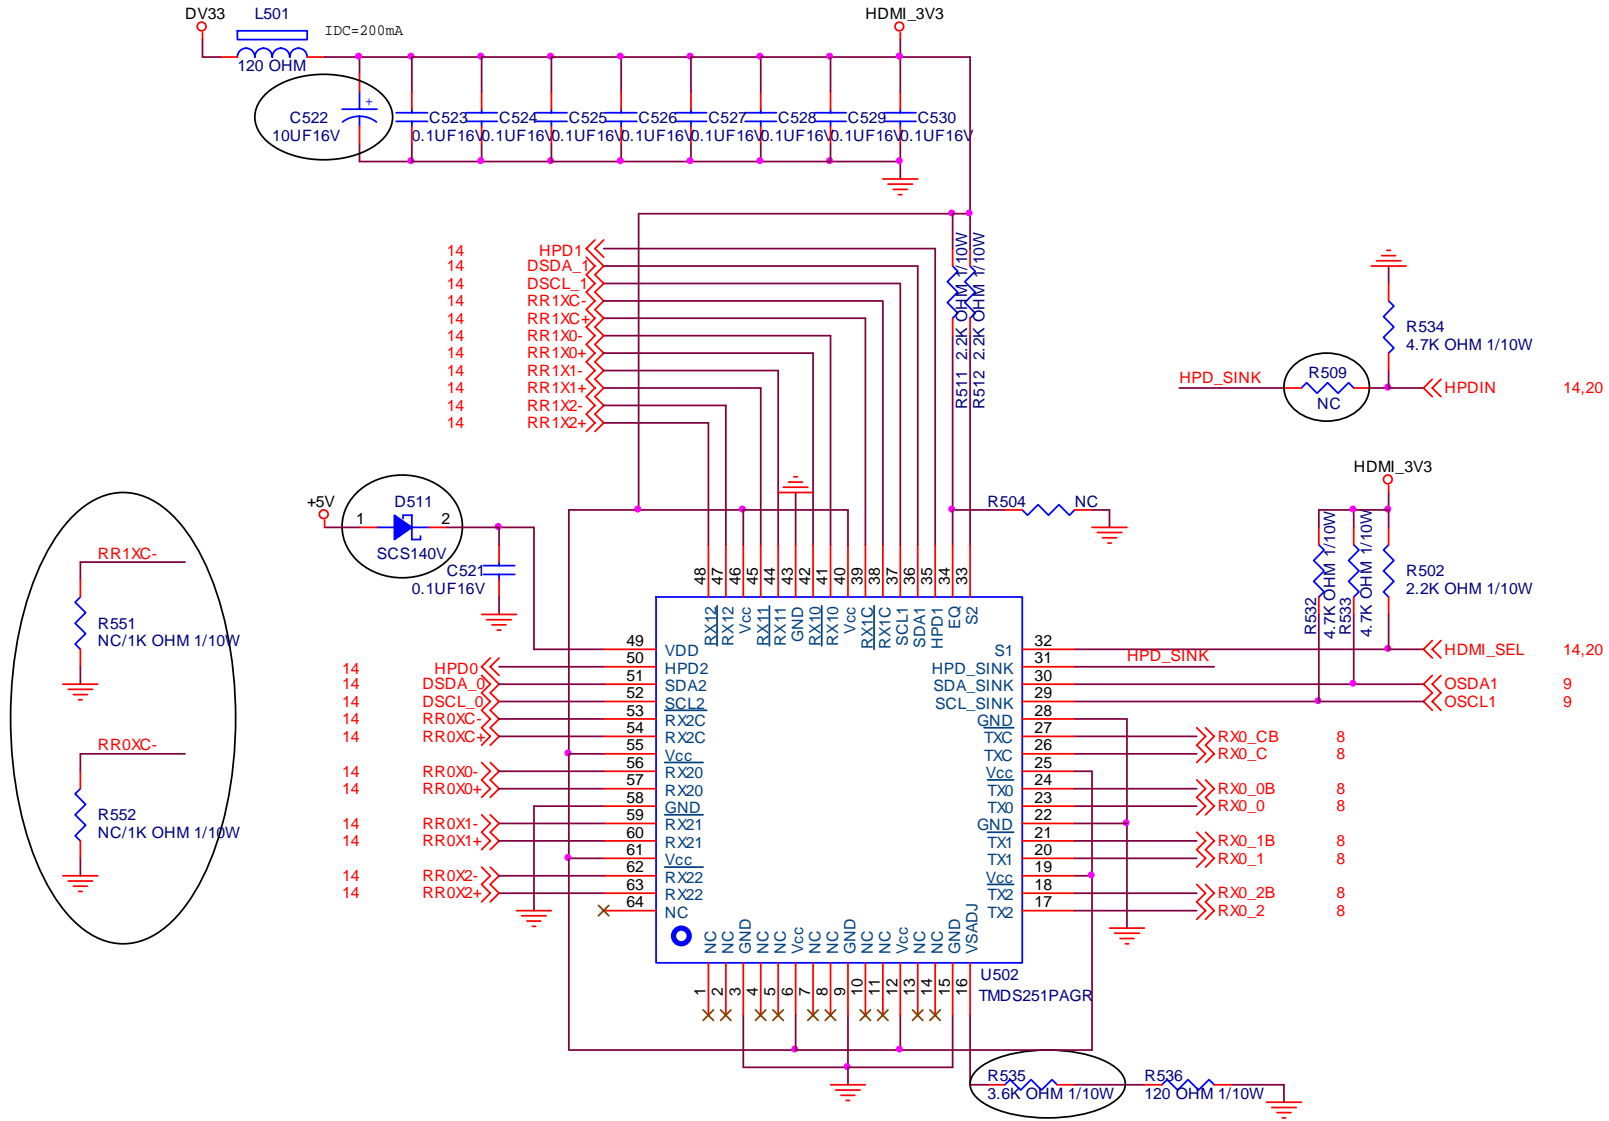 DV33
L501
IDC=200mA
120 OHM
HDMI_3V3
C522
10UF16V
+
C523
0.1UF16V
C524
0.1UF16V
C525
0.1UF16V
C526
0.1UF16V
C527
0.1UF16V
C528
0.1UF16V
C529
0.1UF16V
C530
0.1UF16V
14 HPD1
14 DSDA_1
14 DSCL_1
14 RR1XC-
14 RR1XC+
14 RR1X0-
14 RR1X0+
14 RR1X1-
14 RR1X1+
14 RR1X2-
14 RR1X2+
R511 2.2K OHM 1/10W
R512 2.2K OHM 1/10W
R534
4.7K OHM 1/10W
HPD_SINK
R509
NC
HPDIN 14,20
HDMI_3V3
R532
4.7K OHM 1/10W
R533
4.7K OHM 1/10W
R502
2.2K OHM 1/10W
R504 NC
+5V
D511
1 2
SCS140V
C521
0.1UF16V
RR1XC-
R551
NC/1K OHM 1/10W
RR0XC-
R552
NC/1K OHM 1/10W
48 47 46 45 44 43 42 41 40 39 38 37 36 35 34 33
RX12 RX12 Vcc RX11 RX11 GND RX10 RX10 Vcc RX1C RX1C SCL1 SDA1 HPD1 EQ S2
49 VDD
14 HPD0 50 HPD2
14 DSDA_0 51 SDA2
14 DSCL_0 52 SCL2
14 RR0XC- 53 RX2C
14 RR0XC+ 54 RX2C
55 Vcc
14 RR0X0- 56 RX20
14 RR0X0+ 57 RX20
58 GND
14 RR0X1- 59 RX21
14 RR0X1+ 60 RX21
61 Vcc
14 RR0X2- 62 RX22
14 RR0X2+ 63 RX22
64 NC
S1 32 HDMI_SEL 14,20
HPD_SINK 31 HPD_SINK
SDA_SINK 30 OSDA1 9
SCL_SINK 29 OSCL1 9
GND 28
TXC 27 RX0_CB 8
TXC 26 RX0_C 8
Vcc 25
TX0 24 RX0_0B 8
TX0 23 RX0_0 8
GND 22
TX1 21 RX0_1B 8
TX1 20 RX0_1 8
Vcc 19
TX2 18 RX0_2B 8
TX2 17 RX0_2 8
NC NC GND NC NC Vcc NC NC GND NC NC Vcc NC NC GND VSADJ
1 2 3 4 5 6 7 8 9 10 11 12 13 14 15 16
U502
TMDS251PAGR
R535
3.6K OHM 1/10W
R536
120 OHM 1/10W